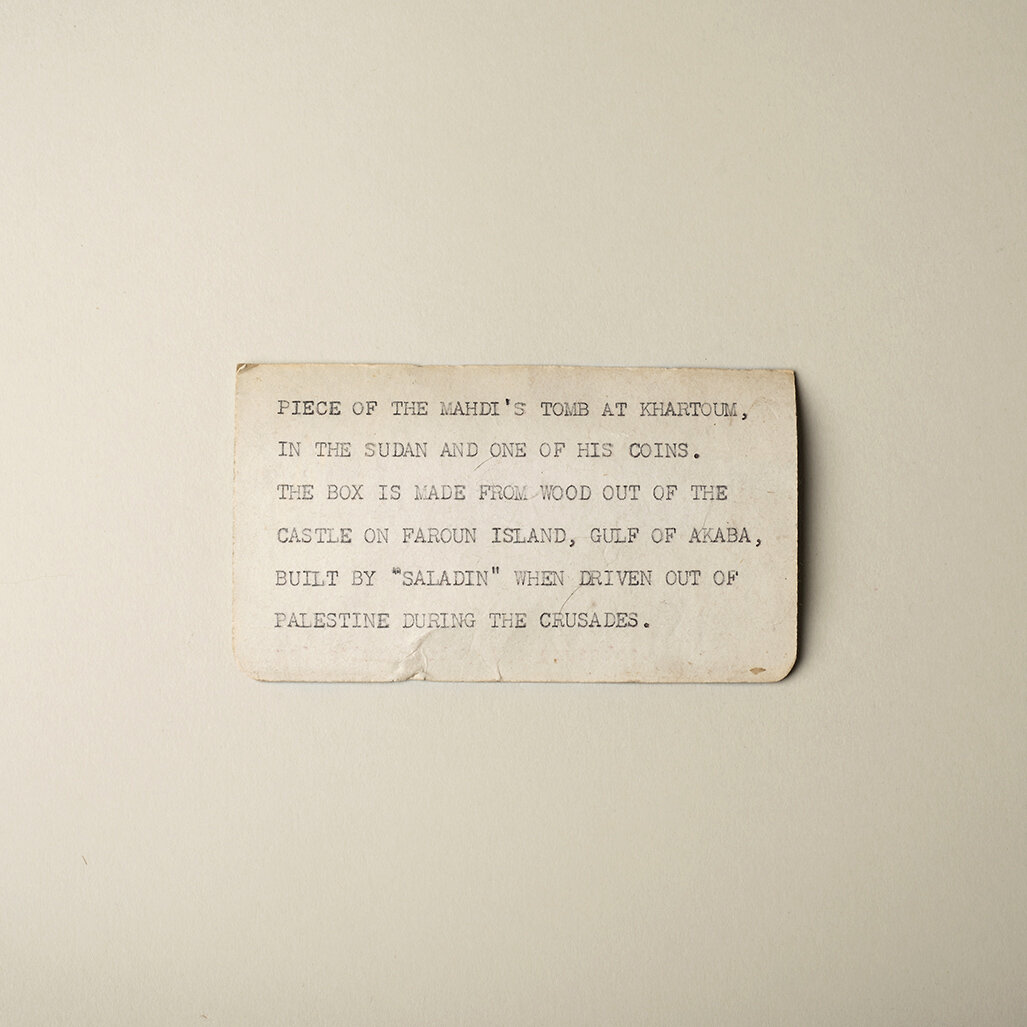 PIECE OF THE MAHDI'S TOMB AT KHARTOUM,
IN THE SUDAN AND ONE OF HIS COINS.
THE BOX IS MADE FROM WOOD OUT OF THE
CASTLE ON FAROUN ISLAND, GULF OF AKABA,
BUILT BY "SALADIN" WHEN DRIVEN OUT OF
PALESTINE DURING THE CRUSADES.